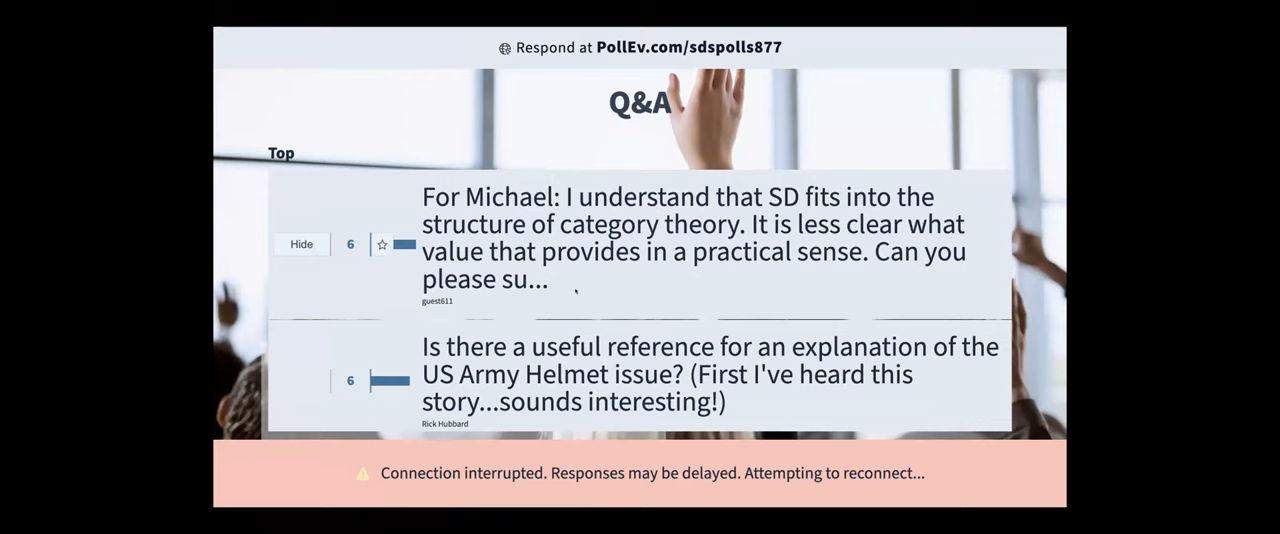 Respond at PollEv.com/sdspolls877
Q&A
Top
For Michael: I understand that SD fits into the
structure of category theory. It is less clear what
Hide 6 value that provides in a practical sense. Can you
please su...
guest611
Is there a useful reference for an explanation of the
6 US Army Helmet issue? (First I've heard this
story...sounds interesting!)
Rick Hubbard
Connection interrupted. Responses may be delayed. Attempting to reconnect...